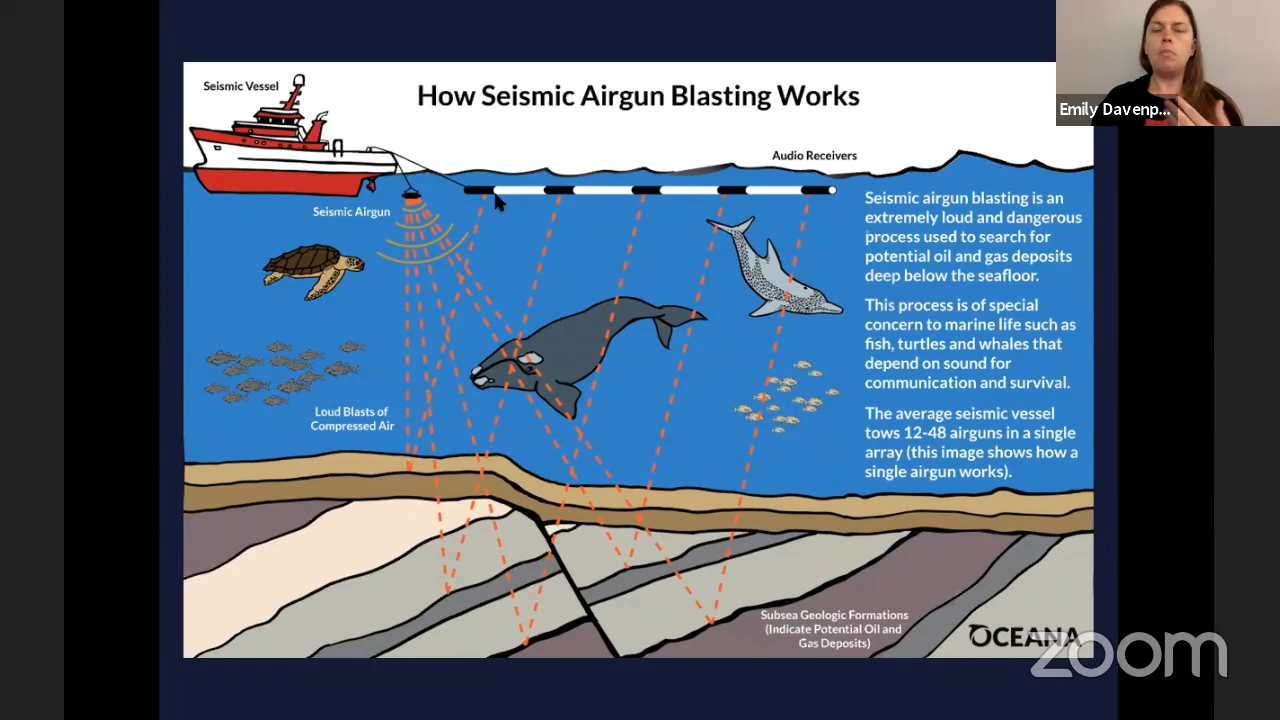 Seismic Vessel
How Seismic Airgun Blasting Works
Emily Davenp...
Audio Receivers
Seismic Airgun
Seismic airgun blasting is an
extremely loud and dangerous
process used to search for
potential oil and gas deposits
deep below the seafloor.
This process is of special
concern to marine life such as
fish, turtles and whales that
depend on sound for
communication and survival.
Loud Blasts of
Compressed Air
The average seismic vessel
tows 12-48 airguns in a single
array (this image shows how a
single airgun works).
Subsea Geologic Formations
(Indicate Potential Oil and
Gas Deposits)
OCEANA
zoom